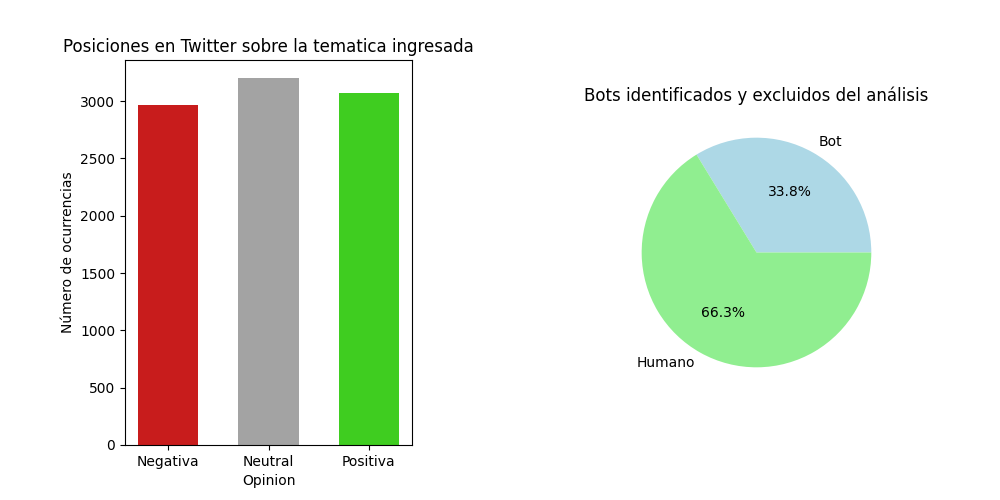 Posiciones en Twitter sobre la tematica ingresada
Número de ocurrencias
3000
2500
2000
1500
1000
500
0
Negativa
Neutral
Positiva
Opinion
Bots identificados y excluidos del análisis
Bot
33.8%
66.3%
Humano